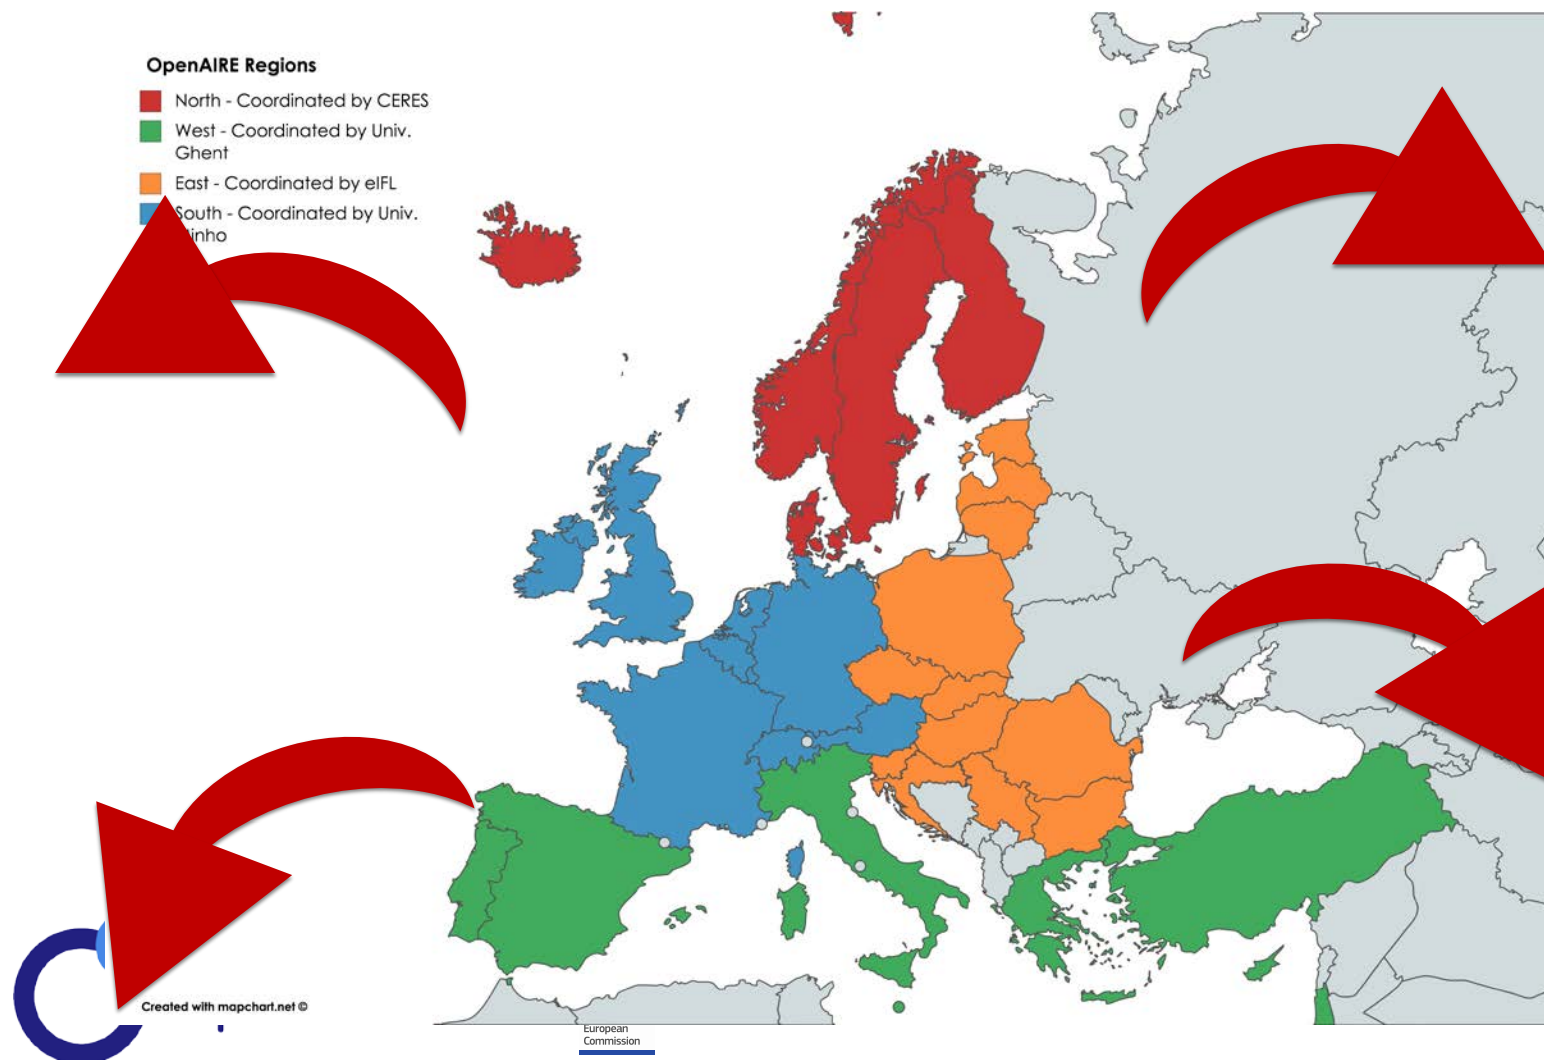 OpenAIRE Regions
North - Coordinated by CERES
West - Coordinated by Univ.
Ghent
East - Coordinated by eIFL
South - Coordinated by Univ.
Created with mapchart.net ©
European
Commission